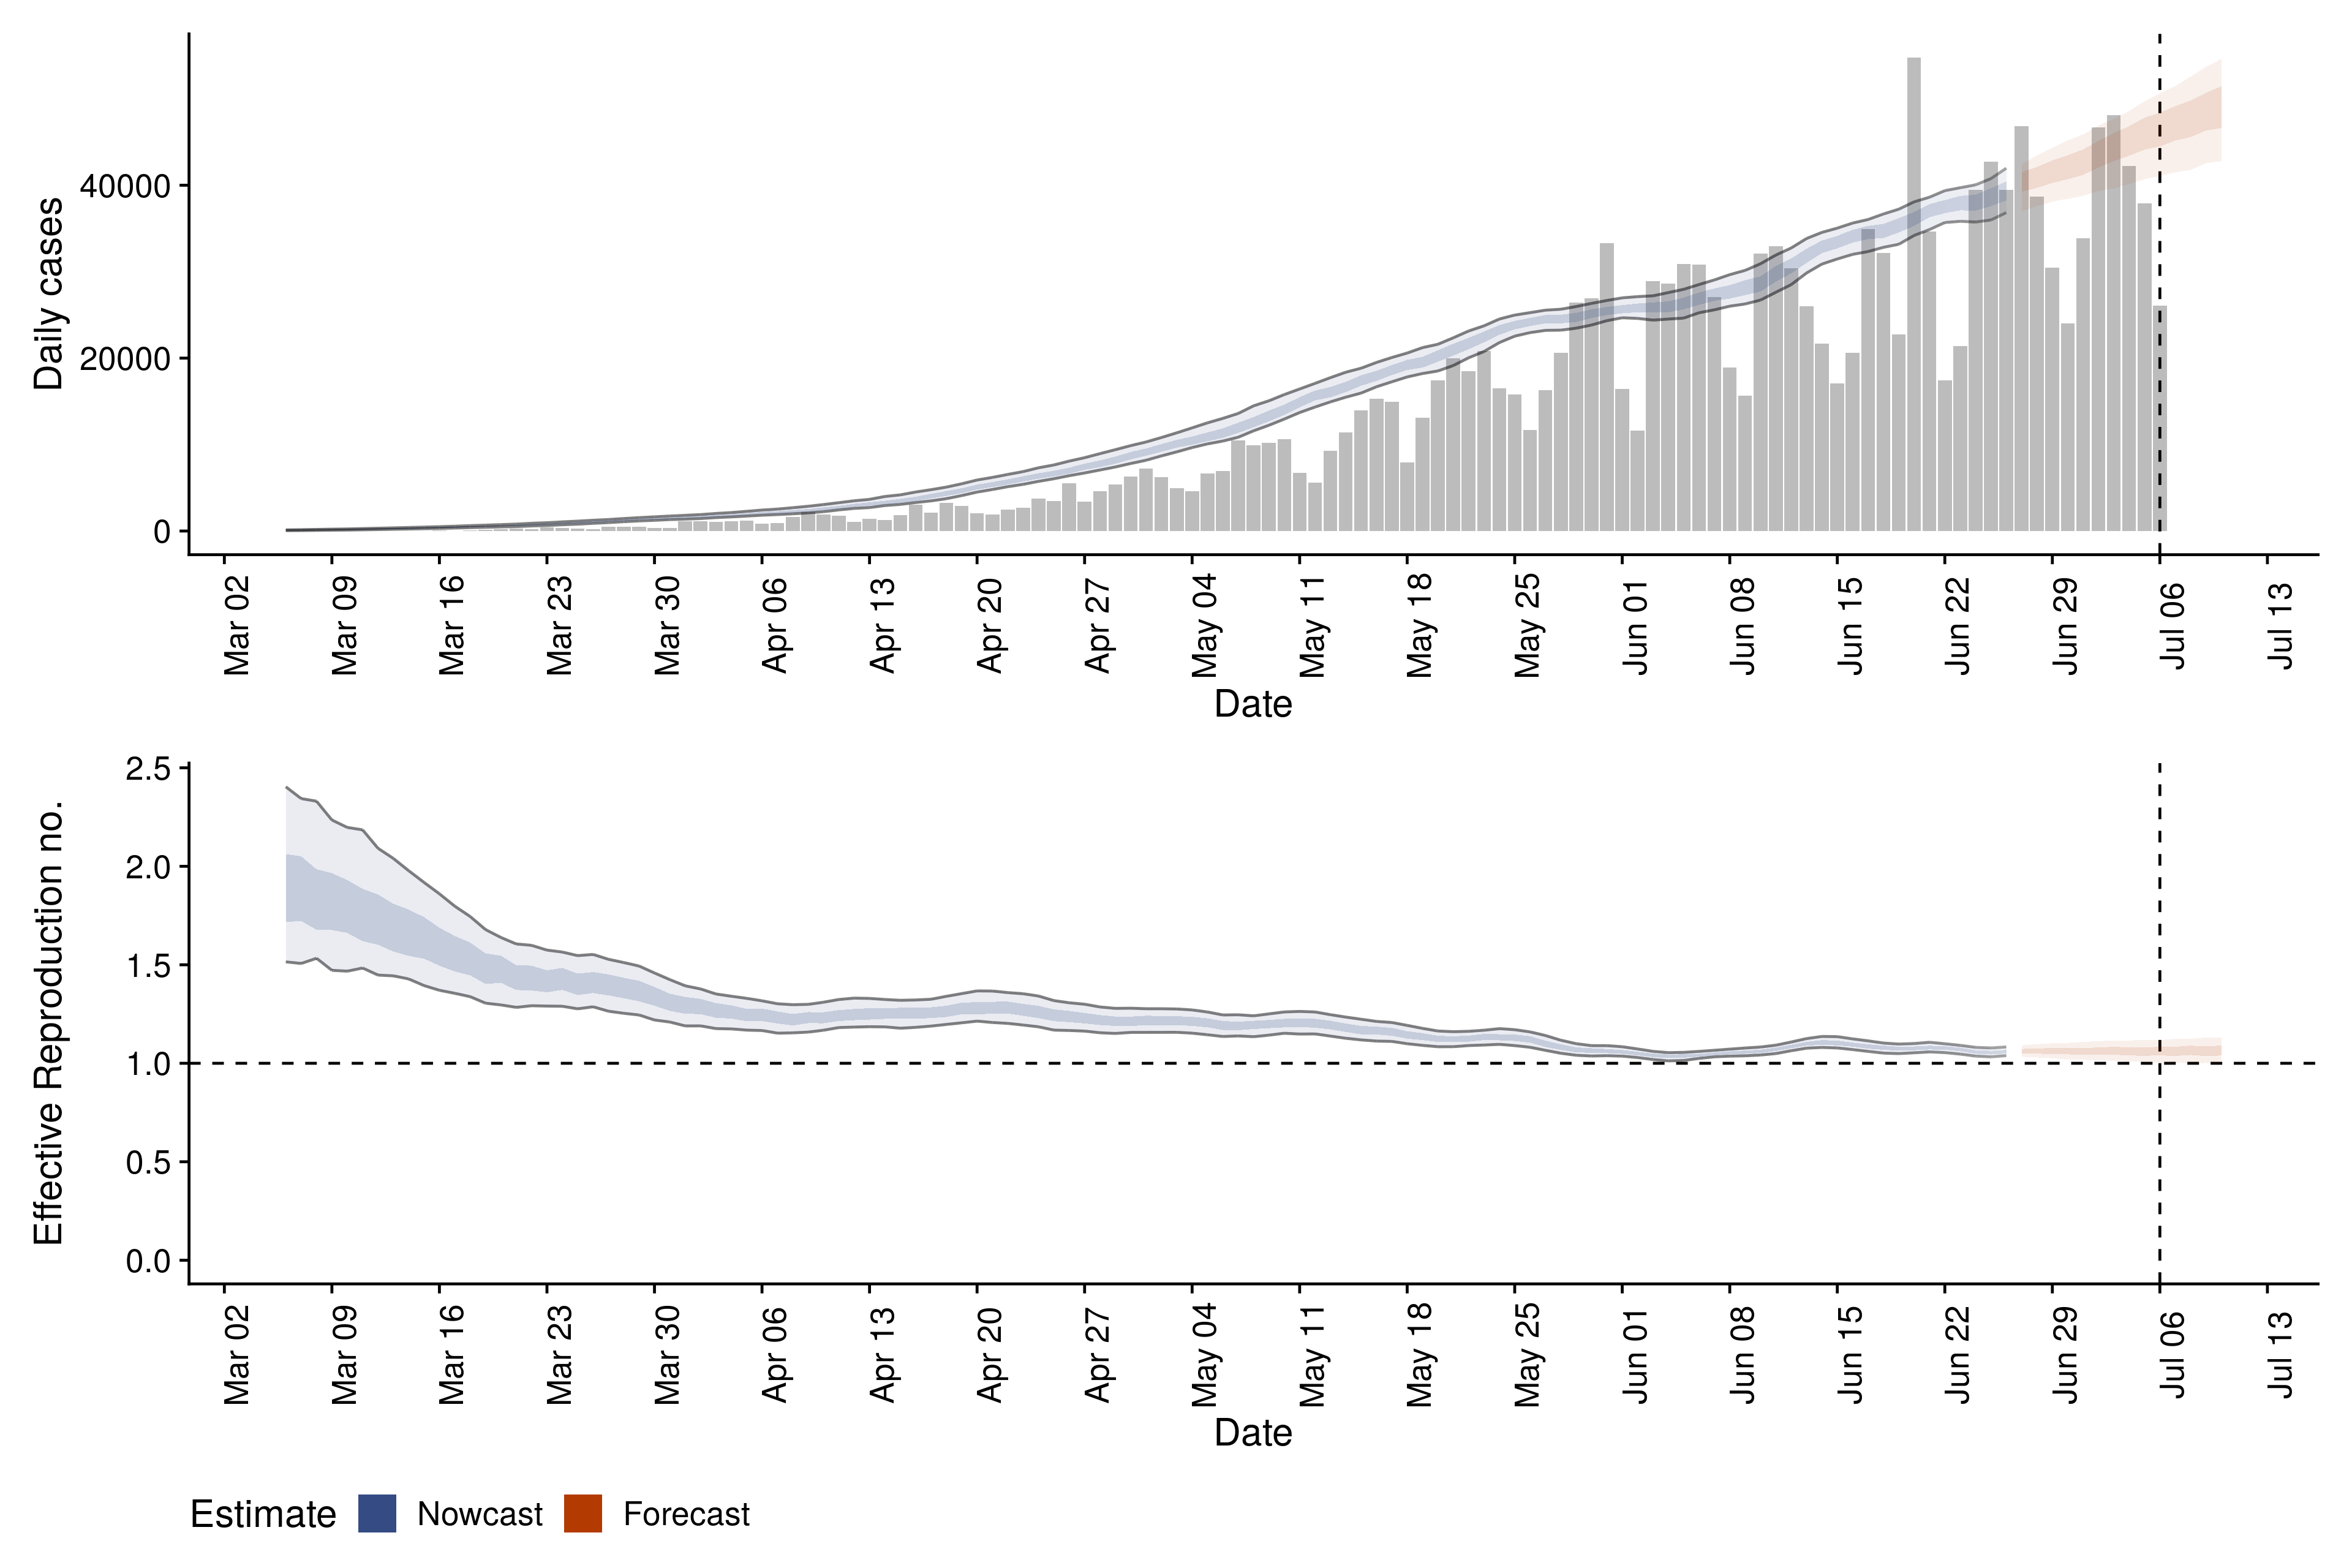 Daily cases
40000
20000
0
Mar 02 Mar 09 Mar 16 Mar 23 Mar 30 Apr 06 Apr 13 Apr 20 Apr 27 May 04 May 11 May 18 May 25 Jun 01 Jun 08 Jun 15 Jun 22 Jun 29 Jul 06 Jul 13
Date
Effective Reproduction no.
2.5
2.0
1.5
1.0
0.5
0.0
Mar 02 Mar 09 Mar 16 Mar 23 Mar 30 Apr 06 Apr 13 Apr 20 Apr 27 May 04 May 11 May 18 May 25 Jun 01 Jun 08 Jun 15 Jun 22 Jun 29 Jul 06 Jul 13
Date
Estimate Nowcast Forecast